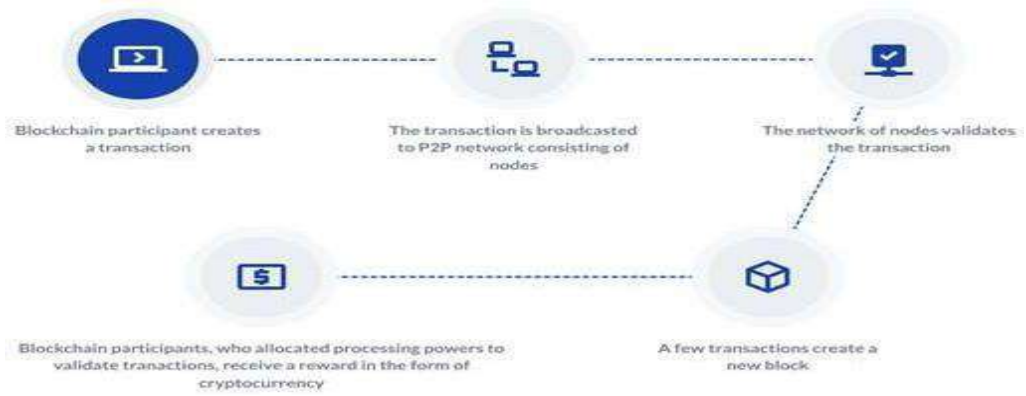 Blockchain participant creates
a transaction
The transaction is broadcasted
to P2P network consisting of
nodes
The network of nodes validates
the transaction
$
Blockchain participants, who allocated processing powers to
validate tranactions, receive a reward in the form of
cryptocurrency
A few transactions create a
new block